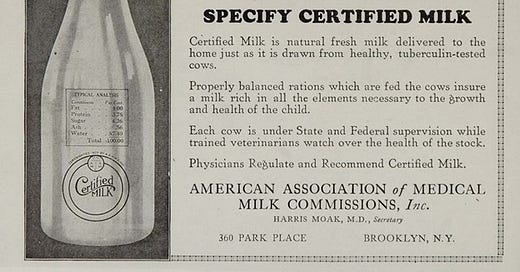 TYPICAL ANALYSIS
Fat 4.00
Protein
Sugar
Ash
Water
Total 100.00
Certified
MILK
SPECIFY CERTIFIED MILK
Certified Milk is natural fresh milk delivered to the
home just as it is drawn from healthy, tuberculin-tested
cows.
Properly balanced rations which are fed the cows insure
a milk rich in all the elements necessary to the growth
and health of the child.
Each cow is under State and Federal supervision while
trained veterinarians watch over the health of the stock.
Physicians Regulate and Recommend Certified Milk.
AMERICAN ASSOCIATION of MEDICAL
MILK COMMISSIONS, Inc.
HARRIS MOAK, M.D., Secretary
360 PARK PLACE BROOKLYN, N.Y.